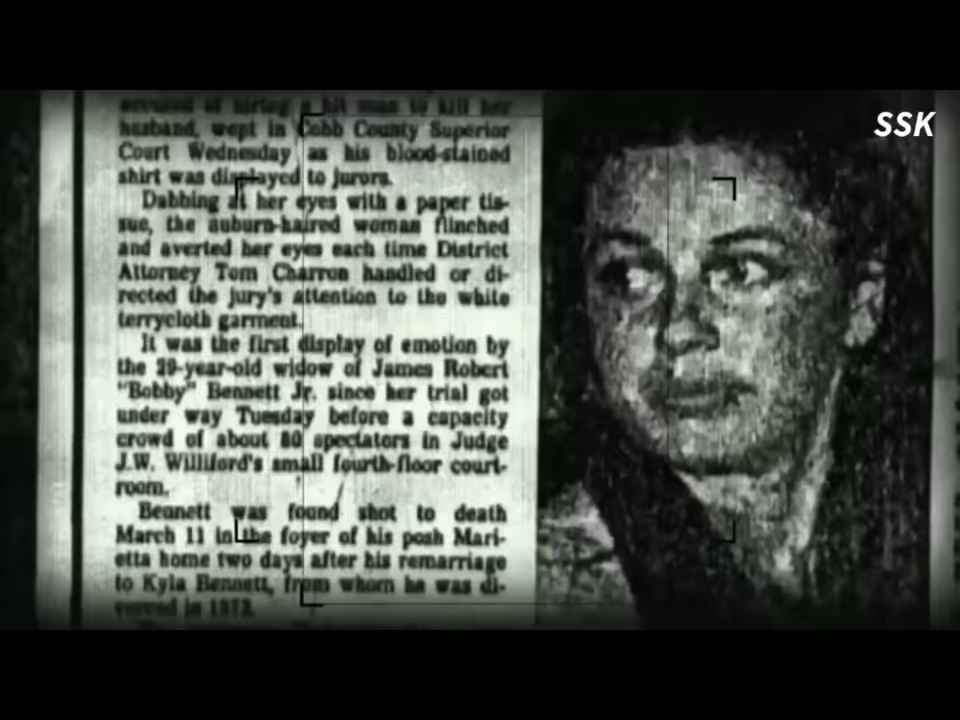 accused of hiring a hit man to kill her
husband, wept in Cobb County Superior
Court Wednesday as his blood-stained
shirt was displayed to jurors.
Dabbing at her eyes with a paper tis-
sue, the auburn-haired woman flinched
and averted her eyes each time District
Attorney Tom Charron handled or di-
rected the jury's attention to the white
terrycloth garment.
It was the first display of emotion by
the 29-year-old widow of James Robert
"Bobby" Bennett Jr. since her trial got
under way Tuesday before a capacity
crowd of about 80 spectators in Judge
J.W. Williford's small fourth-floor court-
room.
Bennett was found shot to death
March 11 in the foyer of his posh Mari-
etta home two days after his remarriage
to Kyla Bennett, from whom he was di-
vorced in
SSK